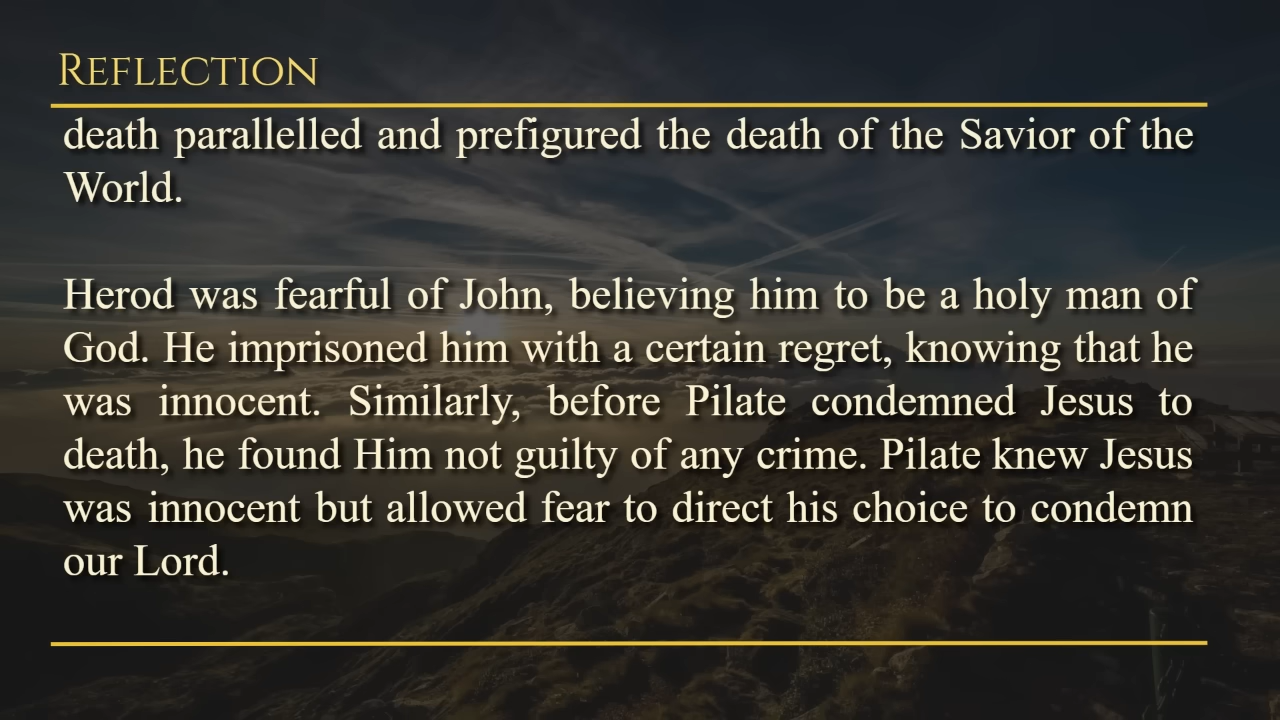 Reflection
death parallelled and prefigured the death of the Savior of the
World.
Herod was fearful of John, believing him to be a holy man of
God. He imprisoned him with a certain regret, knowing that he
was innocent. Similarly, before Pilate condemned Jesus to
death, he found Him not guilty of any crime. Pilate knew Jesus
was innocent but allowed fear to direct his choice to condemn
our Lord.